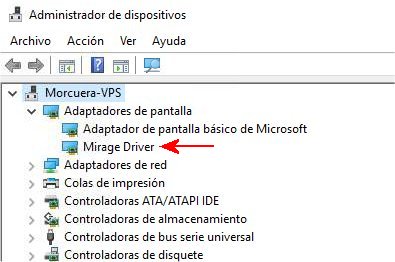 Administrador de dispositivos
Archivo Acción Ver Ayuda
Morcuera-VPS
Adaptadores de pantalla
Adaptador de pantalla básico de Microsoft
Mirage Driver
Adaptadores de red
Colas de impresión
Controladoras ATA/ATAPI IDE
Controladoras de almacenamiento
Controladoras de bus serie universal
Controladoras de disquete